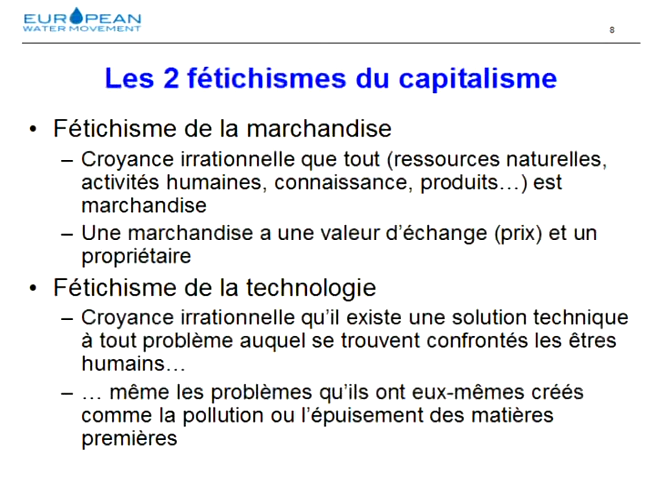 EUROPEAN
WATER MOVEMENT
8
Les 2 fétichismes du capitalisme
• Fétichisme de la marchandise
– Croyance irrationnelle que tout (ressources naturelles,
activités humaines, connaissance, produits…) est
marchandise
– Une marchandise a une valeur d’échange (prix) et un
propriétaire
• Fétichisme de la technologie
– Croyance irrationnelle qu’il existe une solution technique
à tout problème auquel se trouvent confrontés les êtres
humains…
– … même les problèmes qu’ils ont eux-mêmes créés
comme la pollution ou l’épuisement des matières
premières